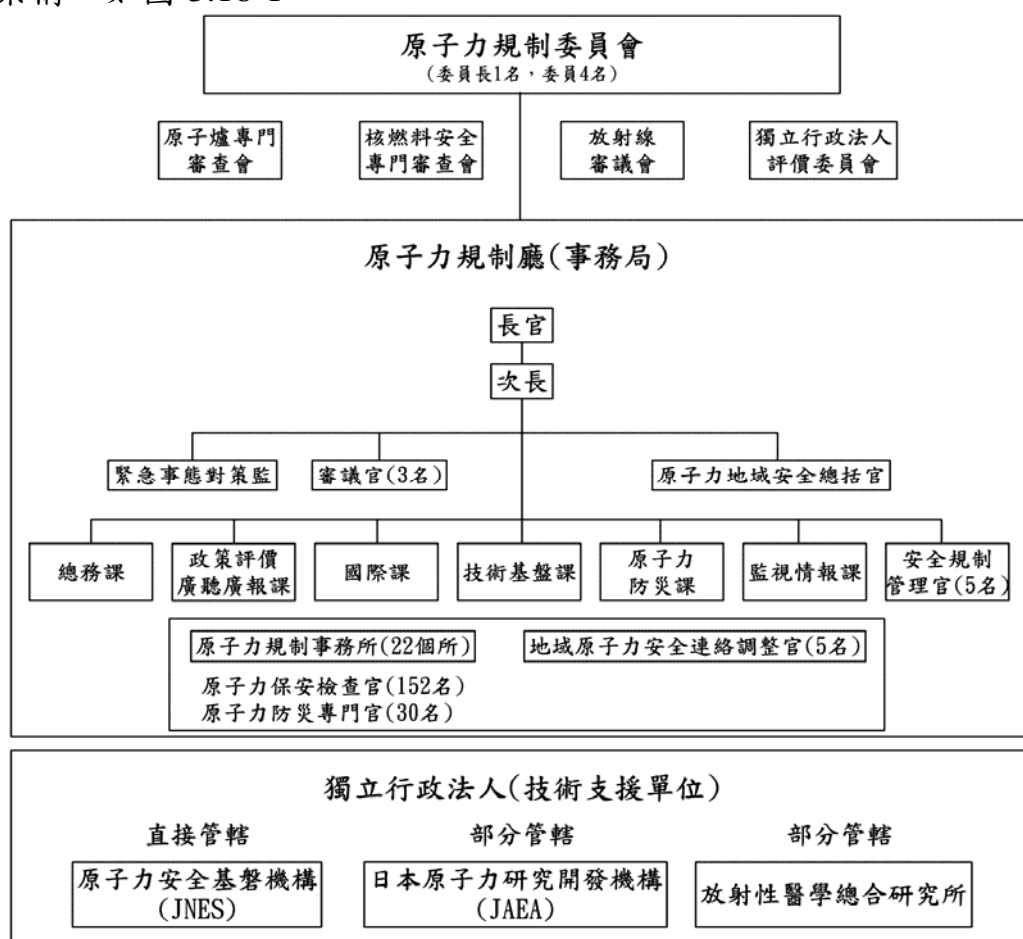 原子力規制委員會
(委員長1名，委員4名)
原子爐專門
審查會
核燃料安全
專門審查會
放射線
審議會
獨立行政法人
評價委員會
原子力規制廳(事務局)
長官
次長
緊急事態對策監
審議官(3名)
原子力地域安全總括官
總務課
政策評價
廣聽廣報課
國際課
技術基盤課
原子力
防災課
監視情報課
安全規制
管理官(5名)
原子力規制事務所(22個所)
地域原子力安全連絡調整官(5名)
原子力保安檢查官(152名)
原子力防災專門官(30名)
獨立行政法人(技術支援單位)
直接管轄
部分管轄
部分管轄
原子力安全基磐機構
(JNES)
日本原子力研究開發機構
(JAEA)
放射性醫學總合研究所